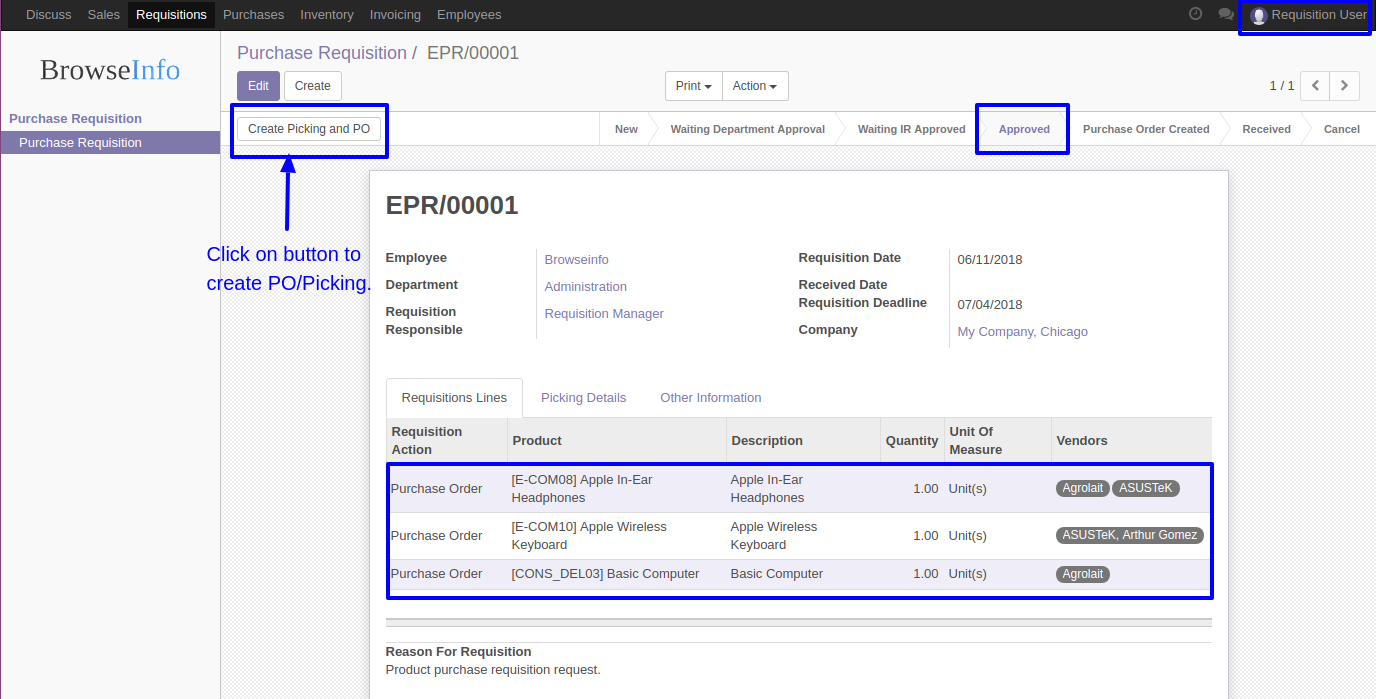 Discuss Sales Requisitions Purchases Inventory Invoicing Employees Requisition User
BrowseInfo
Purchase Requisition / EPR/00001
Edit Create Print Action 1 / 1
Purchase Requisition
Purchase Requisition
Create Picking and PO New Waiting Department Approval Waiting IR Approved Approved Purchase Order Created Received Cancel
EPR/00001
Click on button to
create PO/Picking.
Employee Browseinfo
Department Administration
Requisition
Responsible Requisition Manager
Requisition Date 06/11/2018
Received Date
Requisition Deadline 07/04/2018
Company My Company, Chicago
Requisitions Lines Picking Details Other Information
Requisition
Action Product Description Quantity Unit Of
Measure Vendors
Purchase Order [E-COM08] Apple In-Ear
Headphones Apple In-Ear
Headphones 1.00 Unit(s) Agrolait ASUSTeK
Purchase Order [E-COM10] Apple Wireless
Keyboard Apple Wireless
Keyboard 1.00 Unit(s) ASUSTeK, Arthur Gomez
Purchase Order [CONS_DEL03] Basic Computer Basic Computer 1.00 Unit(s) Agrolait
Reason For Requisition
Product purchase requisition request.